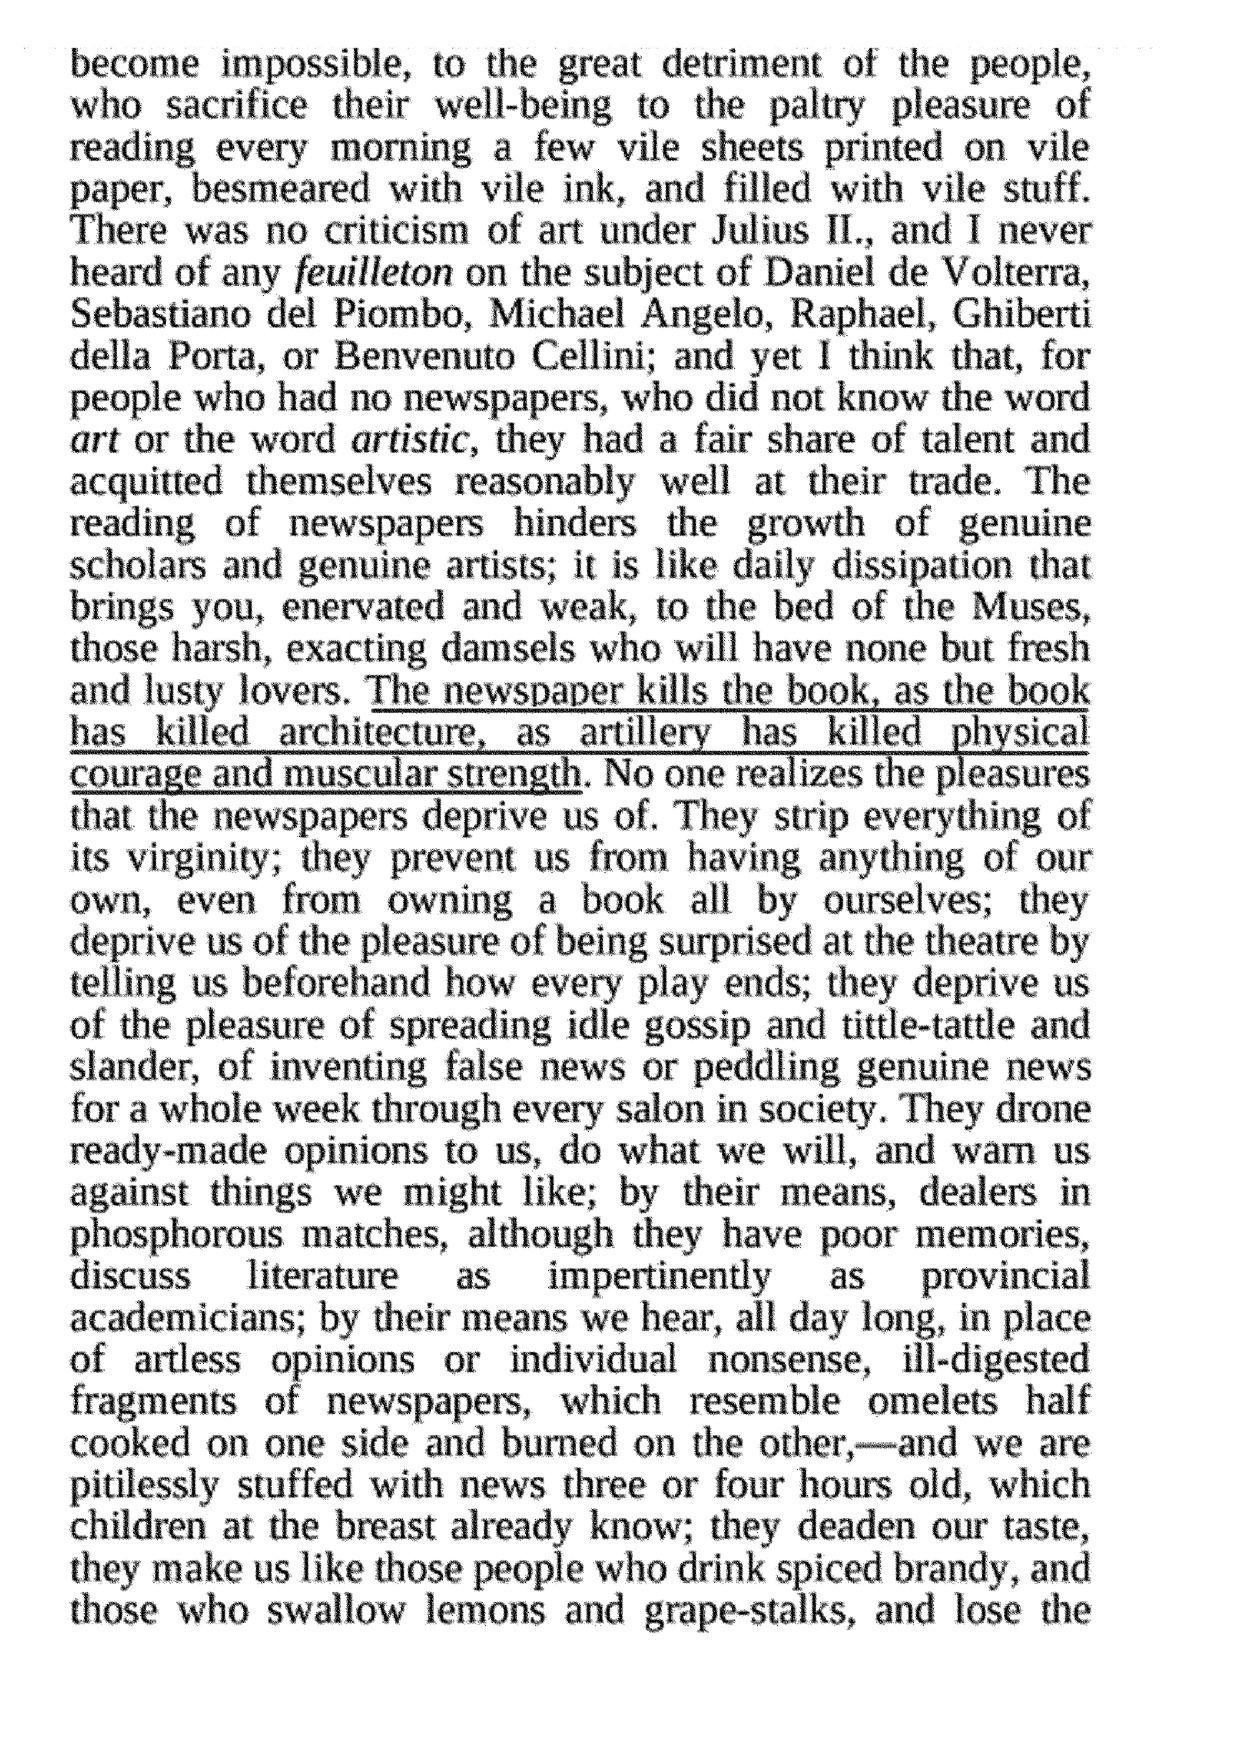 become impossible, to the great detriment of the people,
who sacrifice their well-being to the paltry pleasure of
reading every morning a few vile sheets printed on vile
paper, besmeared with vile ink, and filled with vile stuff.
There was no criticism of art under Julius II., and I never
heard of any feuilleton on the subject of Daniel de Volterra,
Sebastiano del Piombo, Michael Angelo, Raphael, Ghiberti
della Porta, or Benvenuto Cellini; and yet I think that, for
people who had no newspapers, who did not know the word
art or the word artistic, they had a fair share of talent and
acquitted themselves reasonably well at their trade. The
reading of newspapers hinders the growth of genuine
scholars and genuine artists; it is like daily dissipation that
brings you, enervated and weak, to the bed of the Muses,
those harsh, exacting damsels who will have none but fresh
and lusty lovers. The newspaper kills the book, as the book
has killed architecture, as artillery has killed physical
courage and muscular strength. No one realizes the pleasures
that the newspapers deprive us of. They strip everything of
its virginity; they prevent us from having anything of our
own, even from owning a book all by ourselves; they
deprive us of the pleasure of being surprised at the theatre by
telling us beforehand how every play ends; they deprive us
of the pleasure of spreading idle gossip and tittle-tattle and
slander, of inventing false news or peddling genuine news
for a whole week through every salon in society. They drone
ready-made opinions to us, do what we will, and warn us
against things we might like; by their means, dealers in
phosphorous matches, although they have poor memories,
discuss literature as impertinently as provincial
academicians; by their means we hear, all day long, in place
of artless opinions or individual nonsense, ill-digested
fragments of newspapers, which resemble omelets half
cooked on one side and burned on the other,—and we are
pitilessly stuffed with news three or four hours old, which
children at the breast already know; they deaden our taste,
they make us like those people who drink spiced brandy, and
those who swallow lemons and grape-stalks, and lose the